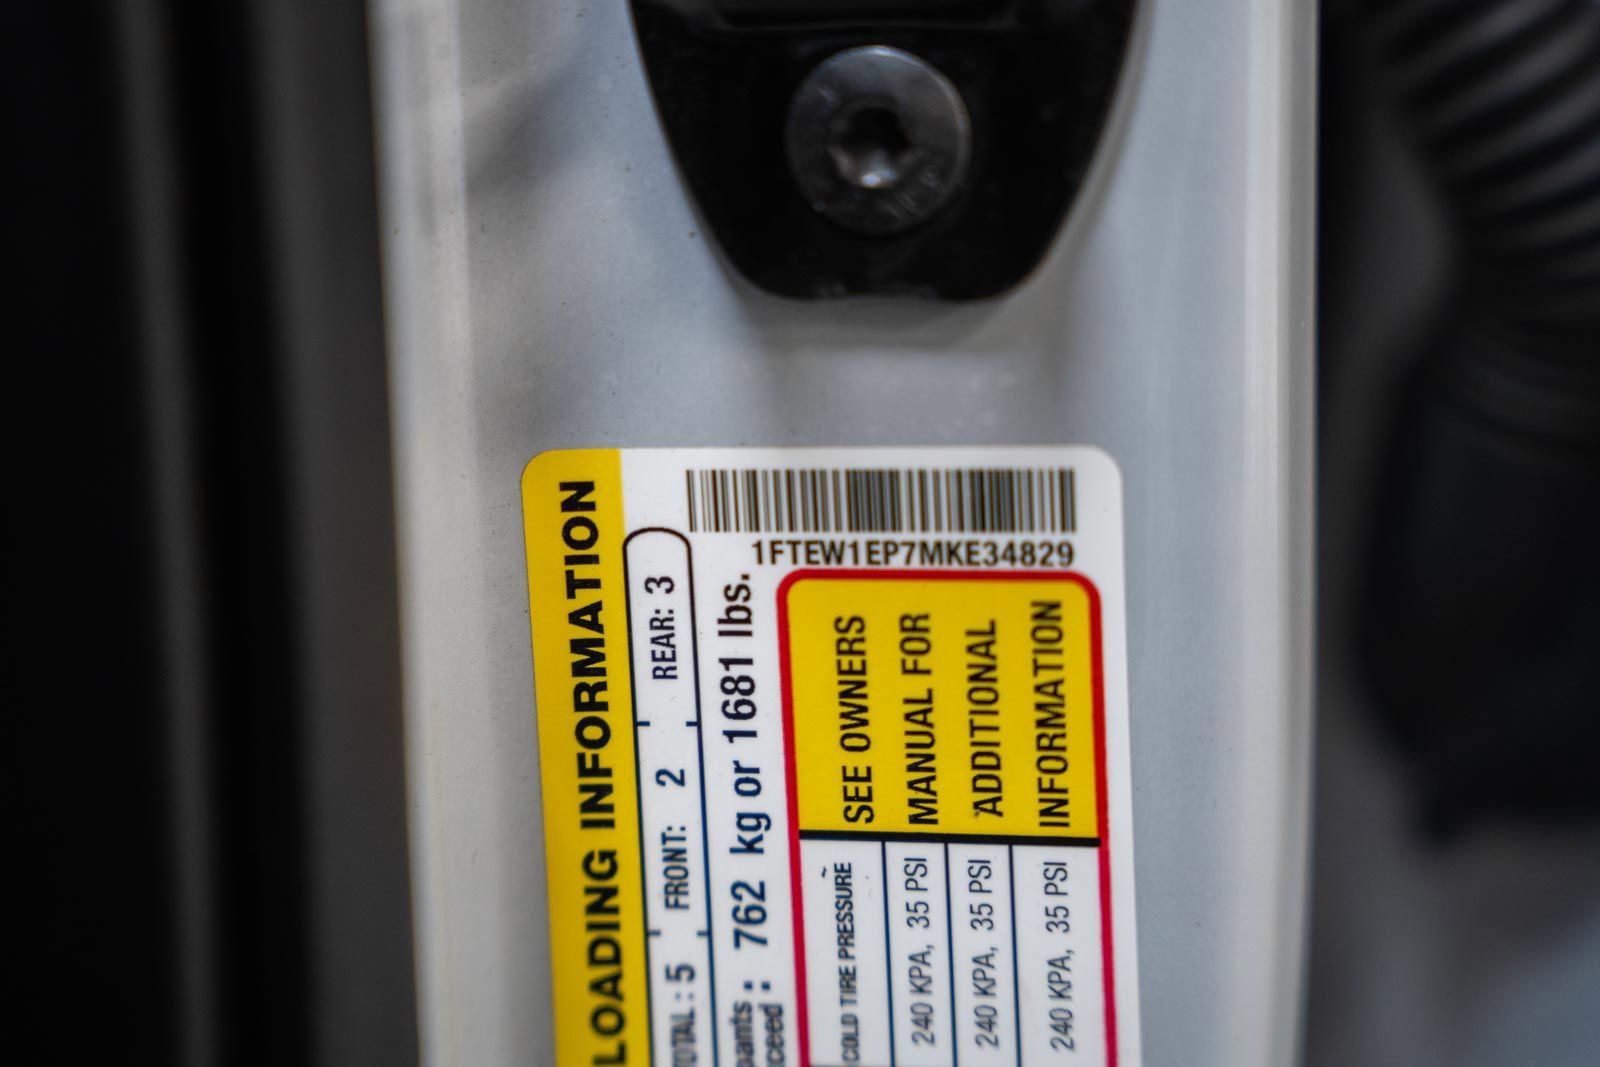 1FTEW1EP7MKE34829
LOADING INFORMATION
TOTAL: 5 FRONT: 2 REAR: 3
: 762 kg or 1681 lbs.
COLD TIRE PRESSURE
240 KPA, 35 PSI
240 KPA, 35 PSI
240 KPA, 35 PSI
SEE OWNERS
MANUAL FOR
ADDITIONAL
INFORMATION